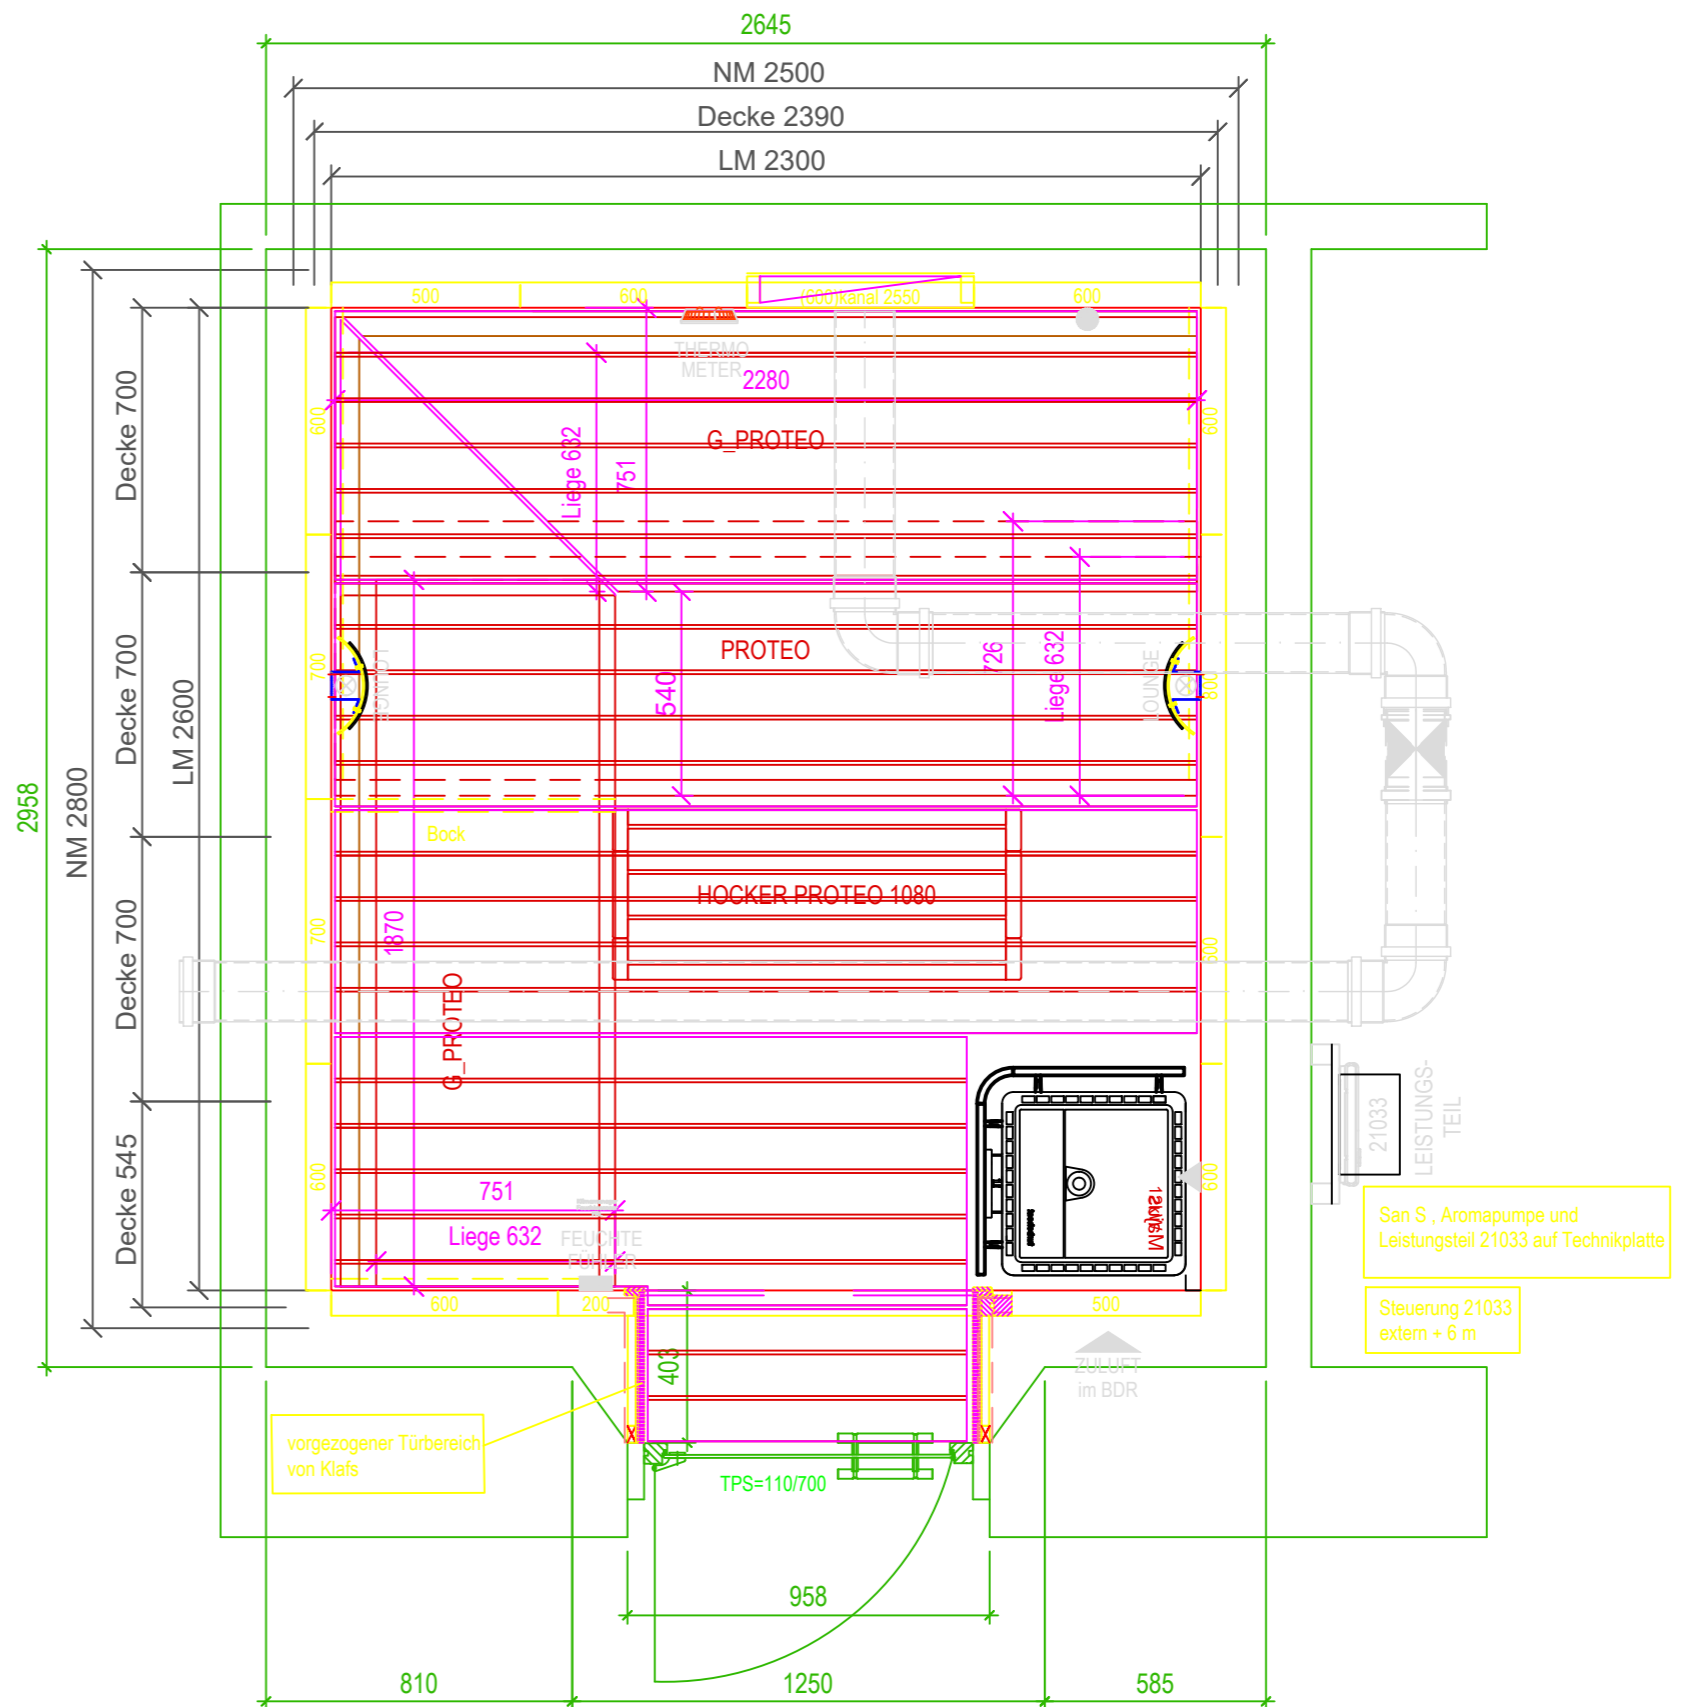 2645
NM 2500
Decke 2390
LM 2300
500
600
(600)kanal 2550
600
THERMO
METER
2280
Decke 700
600
600
G_PROTEO
Liege 632
751
PROTEO
726
Liege 632
540
LOUNGE
LOUNGE
700
800
Decke 700
LM 2600
NM 2800
2958
Bock
HOCKER PROTEO 1080
1870
700
600
Decke 700
G_PROTEO
21033
LEISTUNGS-
TEIL
Decke 545
600
600
751
Liege 632
FEUCHTE
FÜHLER
San S , Aromapumpe und
Leistungsteil 21033 auf Technikplatte
600
200
500
Steuerung 21033
extern + 6 m
403
ZULUFT
im BDR
vorgezogener Türbereich
von Klafs
TPS=110/700
958
810
1250
585